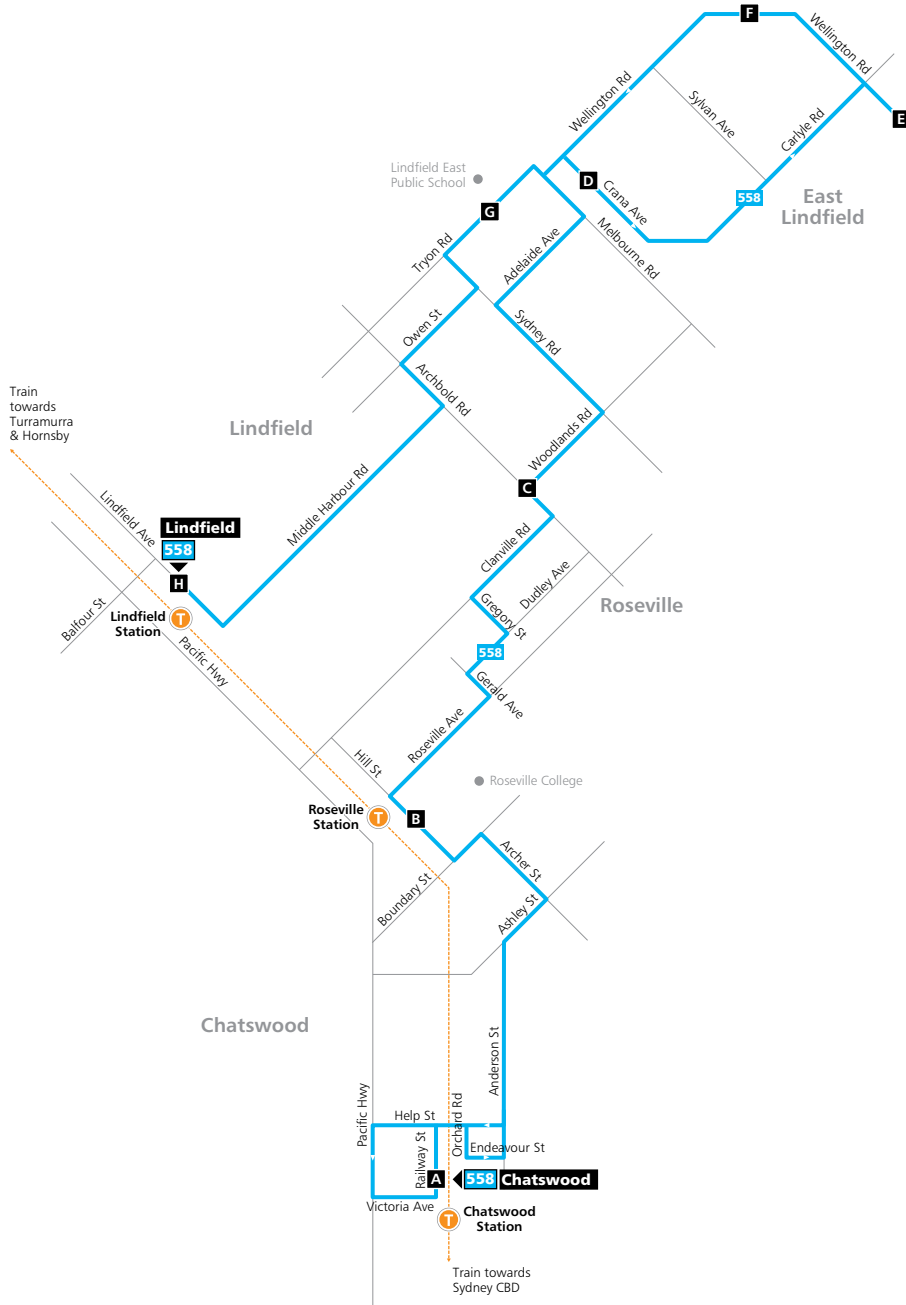 F
Wellington Rd
Wellington Rd
Sylvan Ave
Carlyle Rd
E
Lindfield East
Public School
D
Crana Ave
558
East
Lindfield
G
Tryon Rd
Adelaide Ave
Melbourne Rd
Owen St
Sydney Rd
Archbold Rd
Train
towards
Turramurra
& Hornsby
Lindfield
Woodlands Rd
Middle Harbour Rd
C
Lindfield Ave
Lindfield
558
Clanville Rd
Dudley Ave
H
Gregory St
Roseville
Balfour St
Lindfield
Station
T
Pacific Hwy
558
Gerald Ave
Roseville Ave
Hill St
Roseville College
Roseville
Station
T
B
Archer St
Boundary St
Ashley St
Chatswood
Anderson St
Pacific Hwy
Help St
Orchard Rd
Railway St
Endeavour St
A
558
Chatswood
Victoria Ave
T
Chatswood
Station
Train towards
Sydney CBD